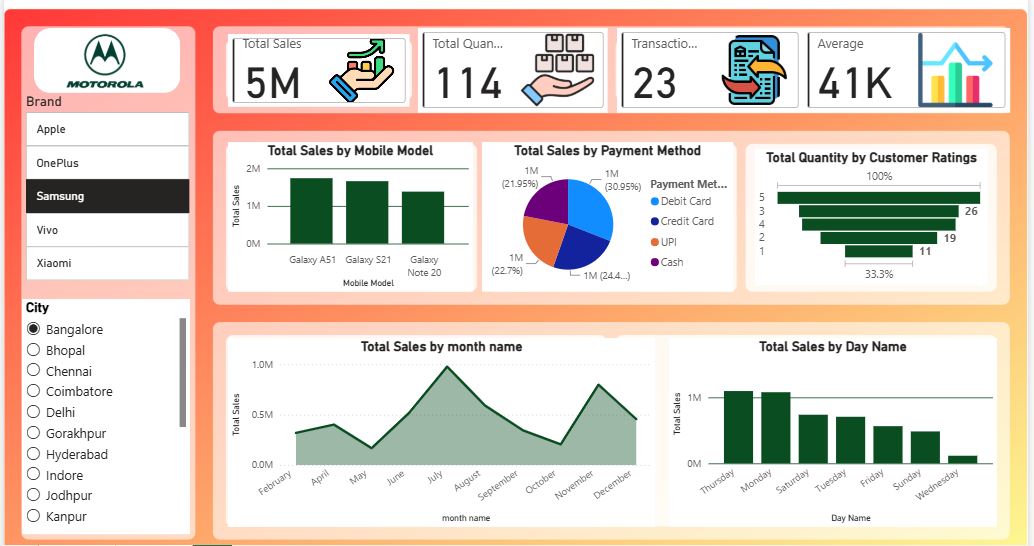 MOTOROLA
Brand
Apple
OnePlus
Samsung
Vivo
Xiaomi
City
Bangalore
Bhopal
Chennai
Coimbatore
Delhi
Gorakhpur
Hyderabad
Indore
Jodhpur
Kanpur
Total Sales
5M
Total Quan...
114
Transactio...
23
Average
41K
Total Sales by Mobile Model
2M
1M
0M
Total Sales
Galaxy A51 Galaxy S21 Galaxy
Note 20
Mobile Model
Total Sales by Payment Method
1M
(21.95%)
1M
(30.95%)
1M
(22.7%)
1M (24.4...)
Payment Met...
Debit Card
Credit Card
UPI
Cash
Total Quantity by Customer Ratings
100%
5
3 26
4
2 19
1 11
33.3%
Total Sales by month name
1.0M
0.5M
0.0M
Total Sales
February April May June July August September October November December
month name
Total Sales by Day Name
1M
0M
Total Sales
Thursday Monday Saturday Tuesday Friday Sunday Wednesday
Day Name